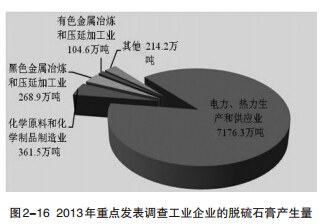 有色金属冶炼
和压延加工业
104.6万吨
其他 214.2万
吨
黑色金属冶炼
和压延加工业
268.9万吨
化学原料和化
学制品制造业
361.5万吨
电力、热力生
产和供应业
7176.3万吨
图2-16 2013年重点发表调查工业企业的脱硫石膏产生量